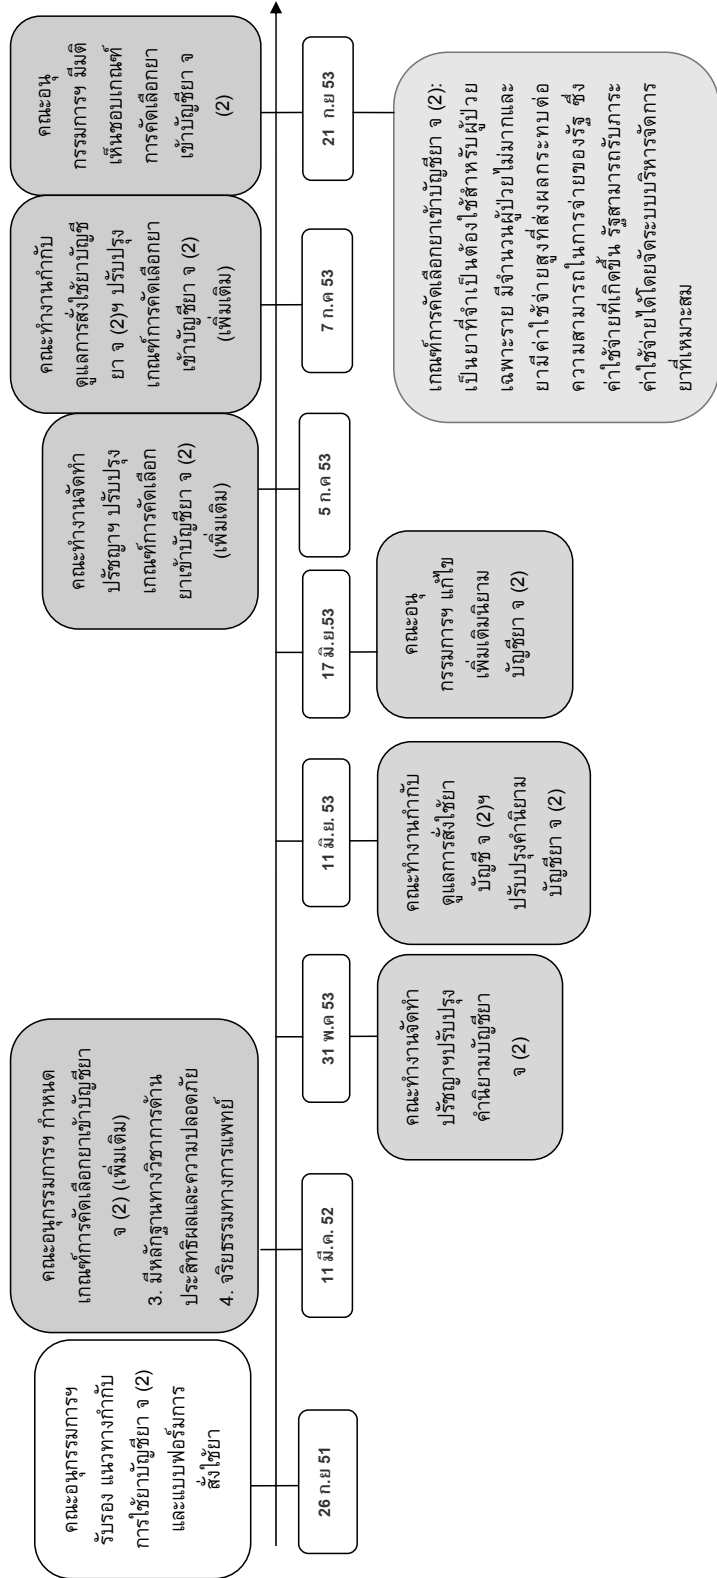 คณะอนุกรรมการฯ
รับรอง แนวทางกำกับ
การใช้ยาบัญชียา จ (2)
และแบบฟอร์มการ
สั่งใช้ยา
26 ก.ย 51
คณะอนุกรรมการฯ กำหนด
เกณฑ์การคัดเลือกยาเข้าบัญชียา
จ (2) (เพิ่มเติม)
3. มีหลักฐานทางวิชาการด้าน
ประสิทธิผลและความปลอดภัย
4. จริยธรรมทางการแพทย์
11 มี.ค. 52
31 พ.ค 53
คณะทำงานจัดทำ
ปรัชญาฯปรับปรุง
คำนิยามบัญชียา
จ (2)
11 มิ.ย. 53
คณะทำงานกำกับ
ดูแลการสั่งใช้ยา
บัญชี จ (2)ฯ
ปรับปรุงคำนิยาม
บัญชียา จ (2)
17 มิ.ย.53
คณะอนุ
กรรมการฯ แก้ไข
เพิ่มเติมนิยาม
บัญชียา จ (2)
คณะทำงานจัดทำ
ปรัชญาฯ ปรับปรุง
เกณฑ์การคัดเลือก
ยาเข้าบัญชียา จ (2)
(เพิ่มเติม)
5 ก.ค 53
คณะทำงานกำกับ
ดูแลการสั่งใช้ยาบัญชี
ยา จ (2)ฯ ปรับปรุง
เกณฑ์การคัดเลือกยา
เข้าบัญชียา จ (2)
(เพิ่มเติม)
7 ก.ค 53
คณะอนุ
กรรมการฯ มีมติ
เห็นชอบเกณฑ์
การคัดเลือกยา
เข้าบัญชียา จ
(2)
21 ก.ย 53
เกณฑ์การคัดเลือกยาเข้าบัญชียา จ (2):
เป็นยาที่จำเป็นต้องใช้สำหรับผู้ป่วย
เฉพาะราย มีจำนวนผู้ป่วยไม่มากและ
ยามีค่าใช้จ่ายสูงที่ส่งผลกระทบต่อ
ความสามารถในการจ่ายของรัฐ ซึ่ง
ค่าใช้จ่ายที่เกิดขึ้น รัฐสามารถรับภาระ
ค่าใช้จ่ายได้โดยจัดระบบบริหารจัดการ
ยาที่เหมาะสม